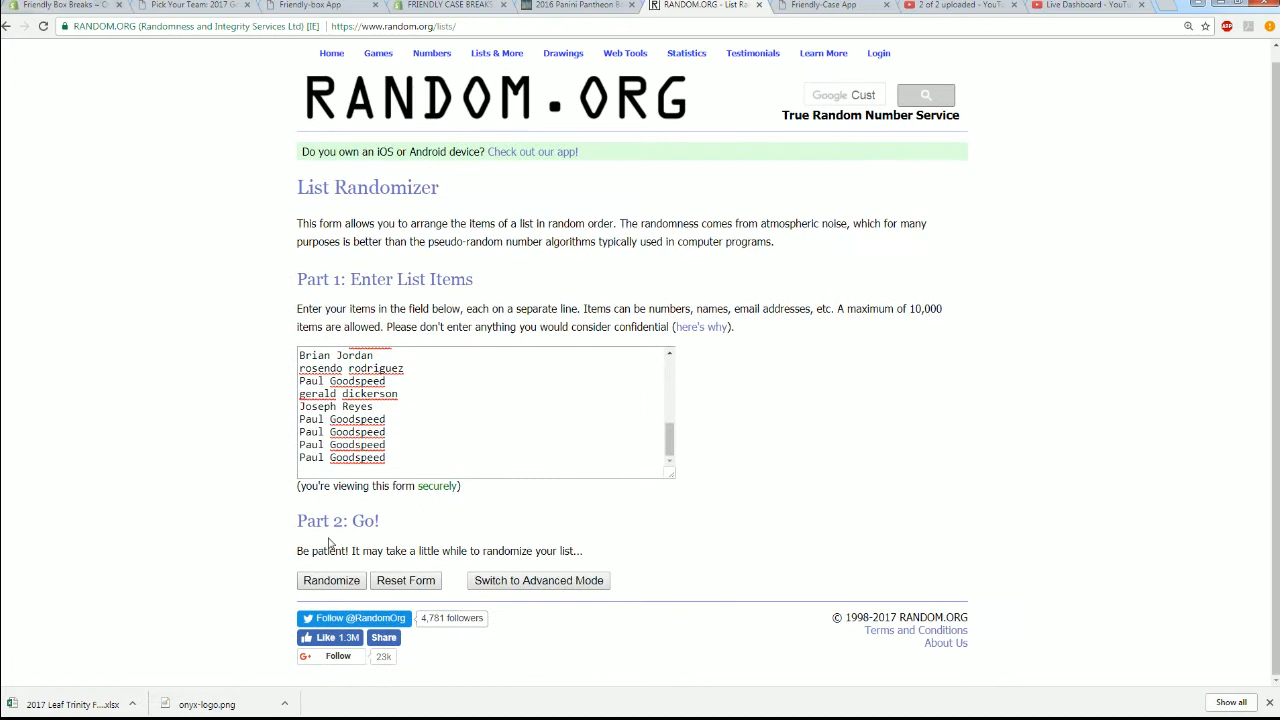 Friendly Box Breaks – C
Pick Your Team: 2017 G
Friendly-box App
FRIENDLY CASE BREAKS
2016 Panini Pantheon B
RANDOM.ORG - List Ra
Friendly-Case App
2 of 2 uploaded - YouT
Live Dashboard - YouT
RANDOM.ORG (Randomness and Integrity Services Ltd) [IE] https://www.random.org/lists/
Home Games Numbers Lists & More Drawings Web Tools Statistics Testimonials Learn More Login
RANDOM.ORG
Google Cust
True Random Number Service
Do you own an iOS or Android device? Check out our app!
List Randomizer
This form allows you to arrange the items of a list in random order. The randomness comes from atmospheric noise, which for many
purposes is better than the pseudo-random number algorithms typically used in computer programs.
Part 1: Enter List Items
Enter your items in the field below, each on a separate line. Items can be numbers, names, email addresses, etc. A maximum of 10,000
items are allowed. Please don't enter anything you would consider confidential (here's why).
Brian Jordan
rosendo rodriguez
Paul Goodspeed
gerald dickerson
Joseph Reyes
Paul Goodspeed
Paul Goodspeed
Paul Goodspeed
Paul Goodspeed
(you're viewing this form securely)
Part 2: Go!
Be patient! It may take a little while to randomize your list...
Randomize Reset Form Switch to Advanced Mode
Follow @RandomOrg 4,781 followers
Like 1.3M Share
G+ Follow 23k
© 1998-2017 RANDOM.ORG
Terms and Conditions
About Us
2017 Leaf Trinity F....xlsx
onyx-logo.png
Show all